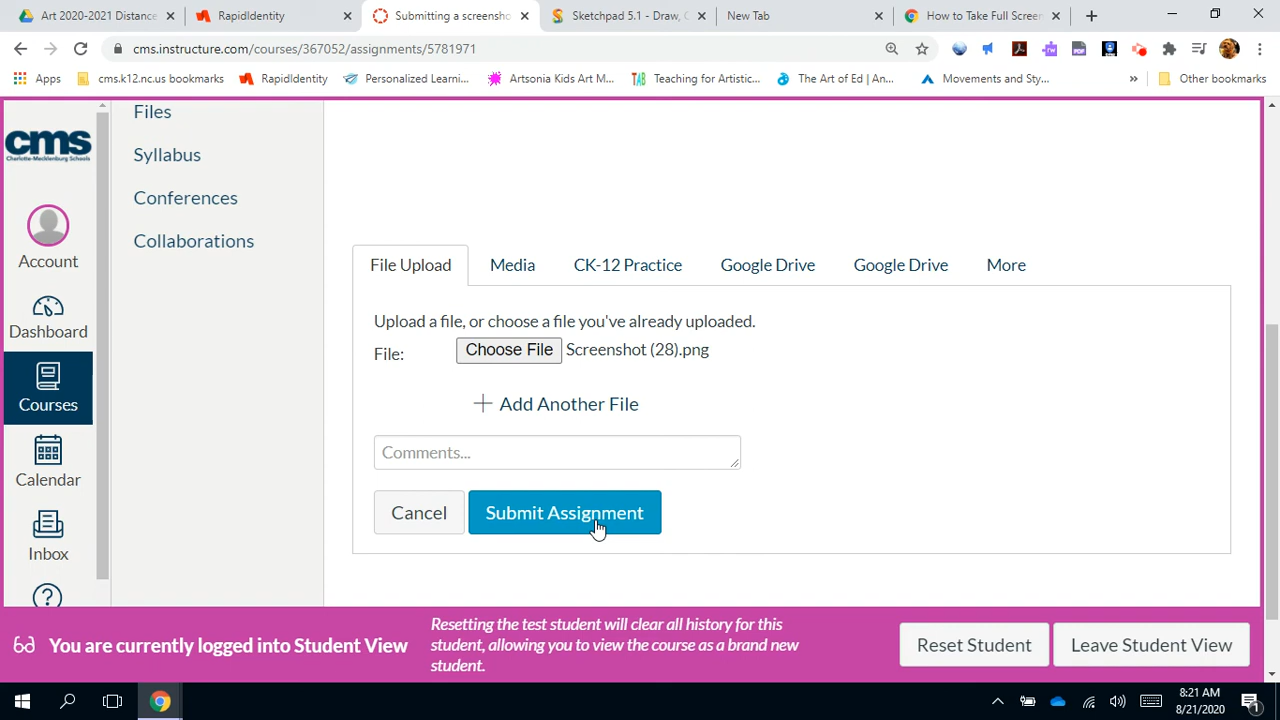 Art 2020-2021 Distance
RapidIdentity
Submitting a screensho
Sketchpad 5.1 - Draw, C
New Tab
How to Take Full Screen
cms.instructure.com/courses/367052/assignments/5781971
Apps
cms.k12.nc.us bookmarks
RapidIdentity
Personalized Learni...
Artsonia Kids Art M...
TAB
Teaching for Artistic...
The Art of Ed | An...
Movements and Sty...
»
Other bookmarks
cms
Charlotte-Mecklenburg Schools
Account
Dashboard
Courses
Calendar
Inbox
Files
Syllabus
Conferences
Collaborations
File Upload
Media
CK-12 Practice
Google Drive
Google Drive
More
Upload a file, or choose a file you've already uploaded.
File:
Choose File
Screenshot (28).png
+ Add Another File
Comments...
Cancel
Submit Assignment
You are currently logged into Student View
Resetting the test student will clear all history for this
student, allowing you to view the course as a brand new
student.
Reset Student
Leave Student View
8:21 AM
8/21/2020
1